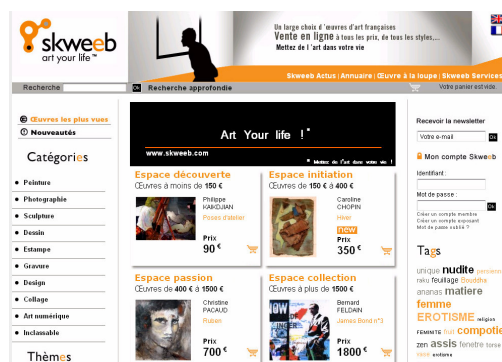 skweeb
art your life ™
Un large choix d 'œuvres d'art françaises
Vente en ligne à tous les prix, de tous les styles,...
Mettez de l 'art dans votre vie
Skweeb Actus | Annuaire | Œuvre à la loupe | Skweeb Services
Recherche Ok Recherche approfondie Votre panier est vide.
Œuvres les plus vues
Nouveautés
Catégories
Peinture
Photographie
Sculpture
Dessin
Estampe
Gravure
Design
Collage
Art numérique
Inclassable
Thèmes
Art Your life !"
www.skweeb.com
" Mettez de l'art dans votre vie !
Espace découverte
Œuvres à moins de 150 €
Philippe
KAIKDJIAN
Poses d'atelier
Prix
90 €
Espace initiation
Œuvres de 150 € à 400 €
Caroline
CHOPIN
Hiver
new
Prix
350 €
Espace passion
Œuvres de 400 € à 1500 €
Christine
PACAUD
Prix
700 €
Espace collection
Œuvres à plus de 1500 €
Bernard
FELDAIN
James Bond n°3
Prix
1800 €
Recevoir la newsletter
Votre e-mail Ok
Mon compte Skweeb
Identifiant :
Mot de passe :
Ok
Créer un compte membre
Créer un compte exposant
Mot de passe oublié ?
Tags
unique nudite
raku feuillage Bouddha
ananas matiere
femme
EROTISME religion
FEMINITE compotie
zen assis fenetre torse
erotisme